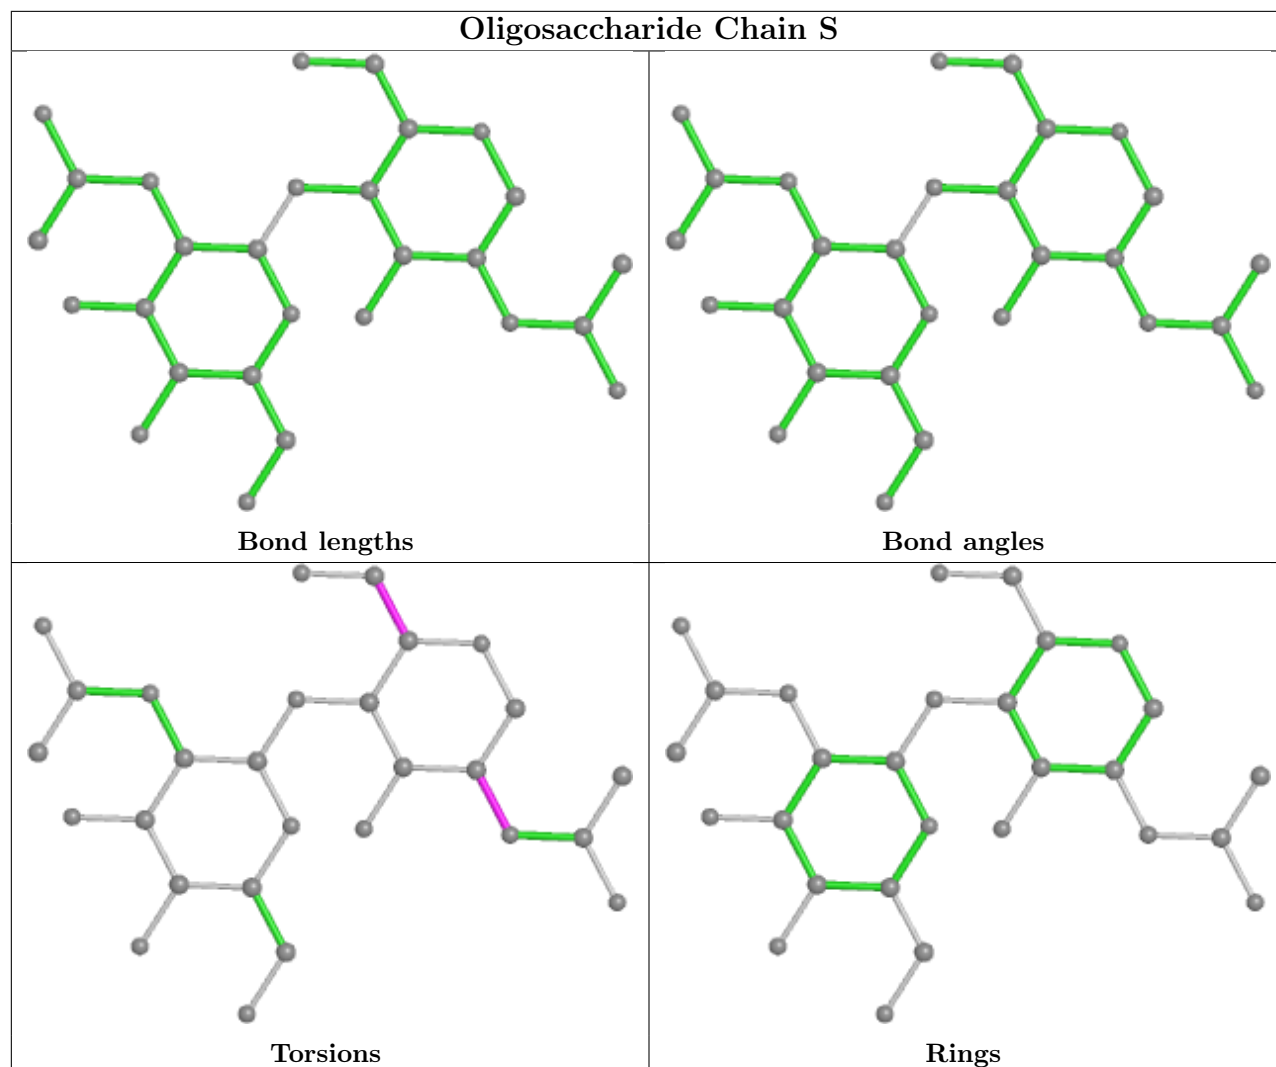 Oligosaccharide Chain S
Bond lengths
Bond angles
Torsions
Rings